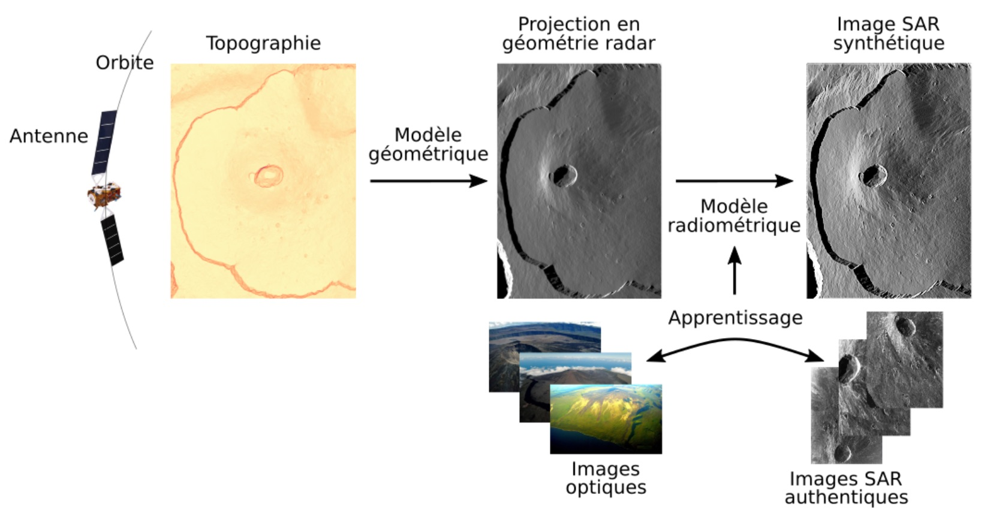 Orbite
Antenne
Topographie
Modèle
géométrique
Projection en
géométrie radar
Modèle
radiométrique
Image SAR
synthétique
Apprentissage
Images
optiques
Images SAR
authentiques